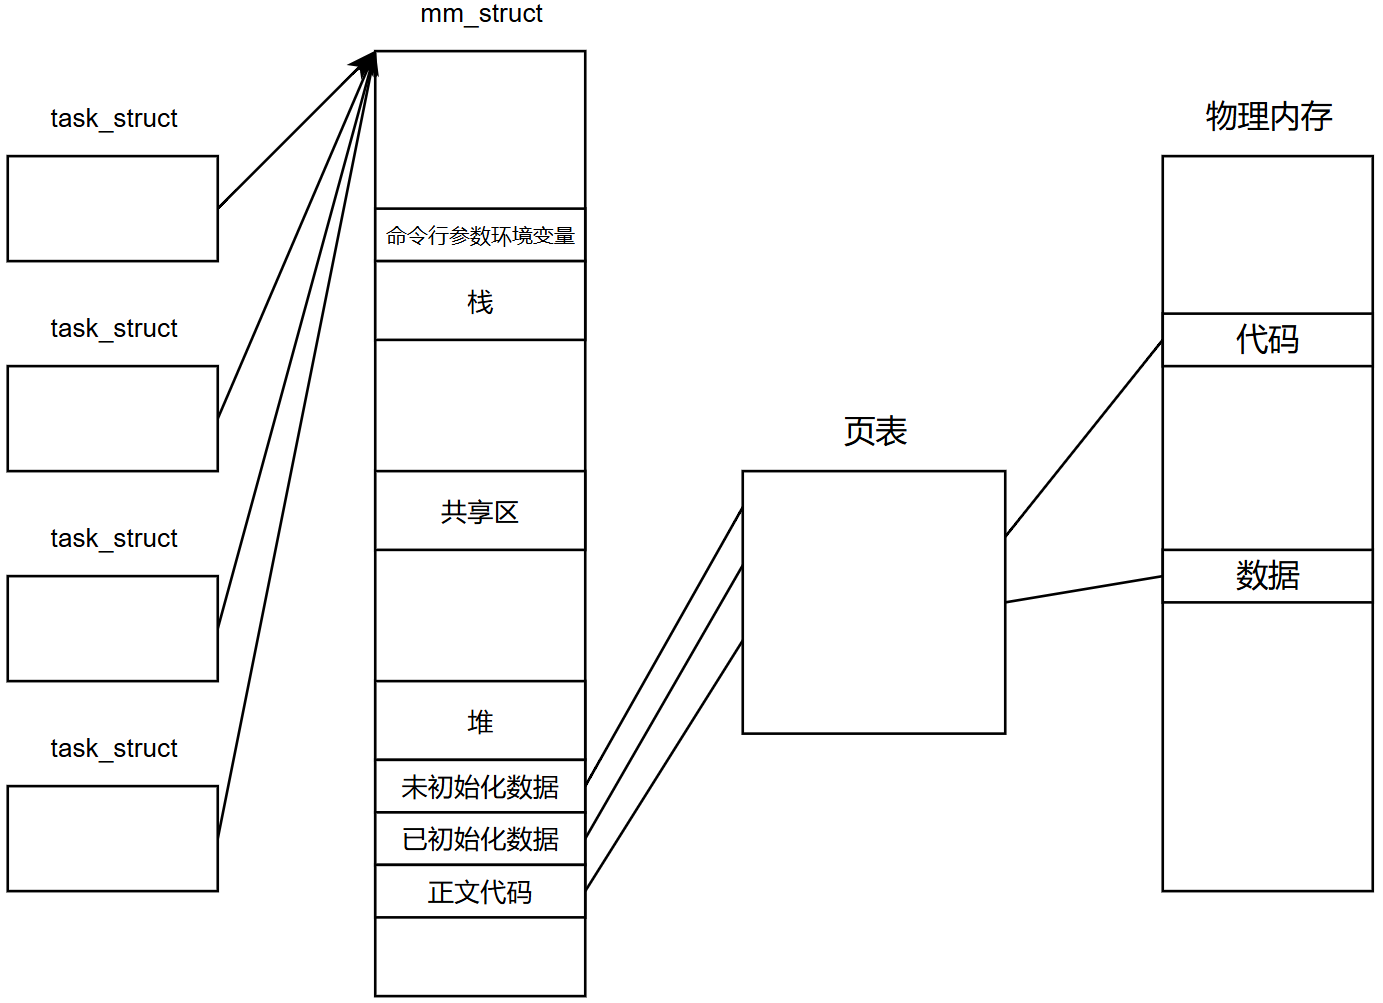 mm_struct
task_struct
task_struct
task_struct
task_struct
命令行参数环境变量
栈
共享区
堆
未初始化数据
已初始化数据
正文代码
页表
物理内存
代码
数据